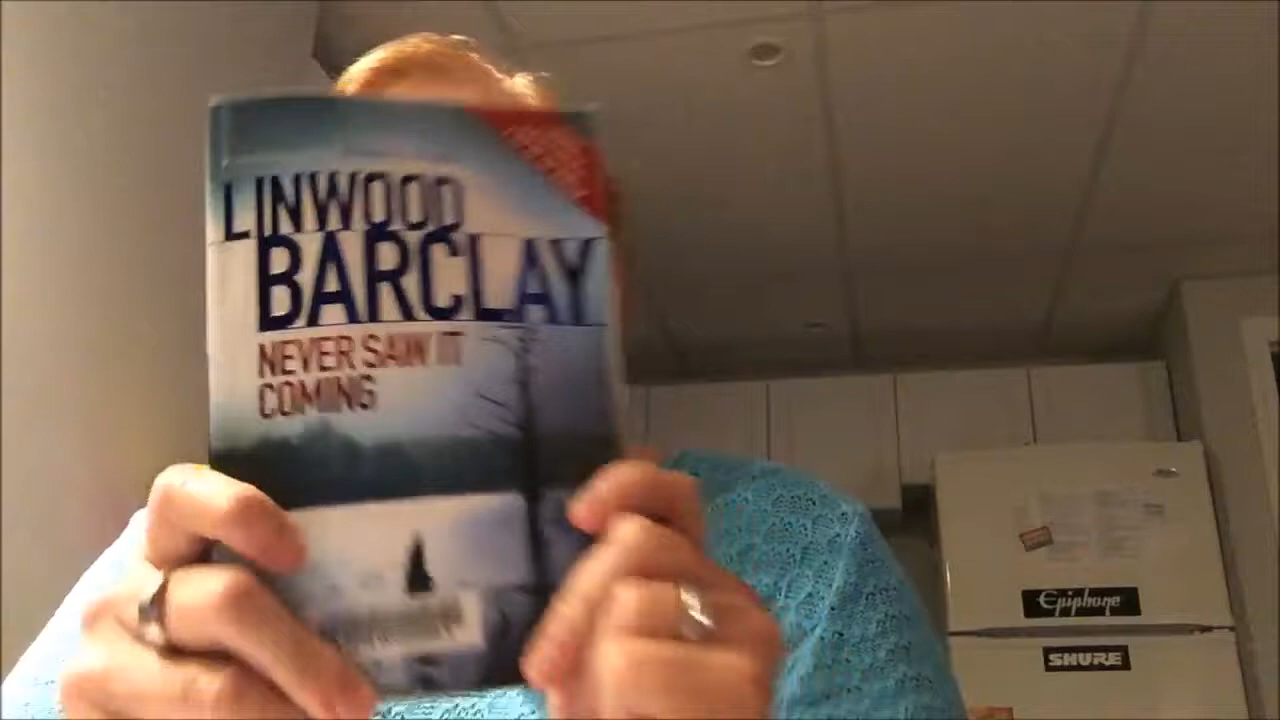 LINWOOD
BARCLAY
NEVER SAW IT
COMING
Epiphone
SHURE